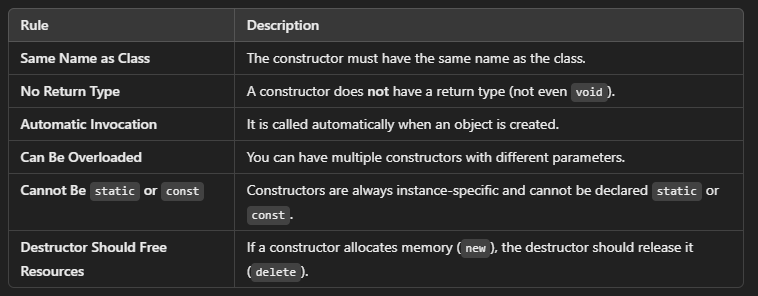 Rule Description
Same Name as Class The constructor must have the same name as the class.
No Return Type A constructor does not have a return type (not even void).
Automatic Invocation It is called automatically when an object is created.
Can Be Overloaded You can have multiple constructors with different parameters.
Cannot Be static or const Constructors are always instance-specific and cannot be declared static or
const.
Destructor Should Free If a constructor allocates memory (new), the destructor should release it
Resources (delete).